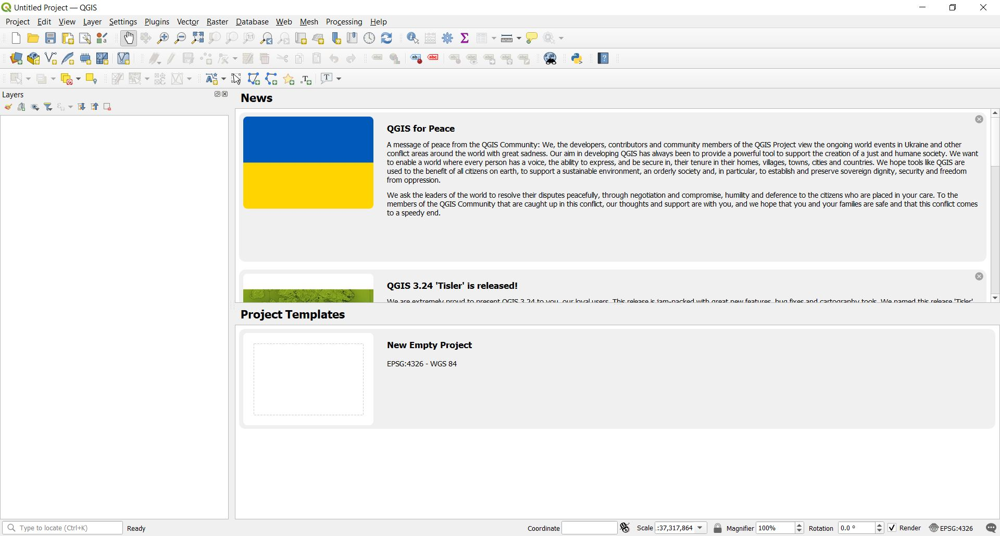 Untitled Project — QGIS
Project Edit View Layer Settings Plugins Vector Raster Database Web Mesh Processing Help
1:1
abc ab abc ab abc abc abc abc ?
T T
Layers
News
QGIS for Peace
A message of peace from the QGIS Community: We, the developers, contributors and community members of the QGIS Project view the ongoing world events in Ukraine and other
conflict areas around the world with great sadness. Our aim in developing QGIS has always been to provide a powerful tool to support the creation of a just and humane society. We want
to enable a world where every person has a voice, the ability to express, and be secure in, their tenure in their homes, villages, towns, cities and countries. We hope tools like QGIS are
used to the benefit of all citizens on earth, to support a sustainable environment, an orderly society and, in particular, to establish and preserve sovereign dignity, security and freedom
from oppression.
We ask the leaders of the world to resolve their disputes peacefully, through negotiation and compromise, humility and deference to the citizens who are placed in your care. To the
members of the QGIS Community that are caught up in this conflict, our thoughts and support are with you, and we hope that you and your families are safe and that this conflict comes
to a speedy end.
QGIS 3.24 'Tisler' is released!
We are extremely proud to present QGIS 3.24 to you, our loyal users. This release is jam-packed with great new features, bug fixes and cartography tools. We named this release 'Tisler'
Project Templates
New Empty Project
EPSG:4326 - WGS 84
Type to locate (Ctrl+K) Ready Coordinate Scale :37,317,864 Magnifier 100% Rotation 0.0 ° Render EPSG:4326